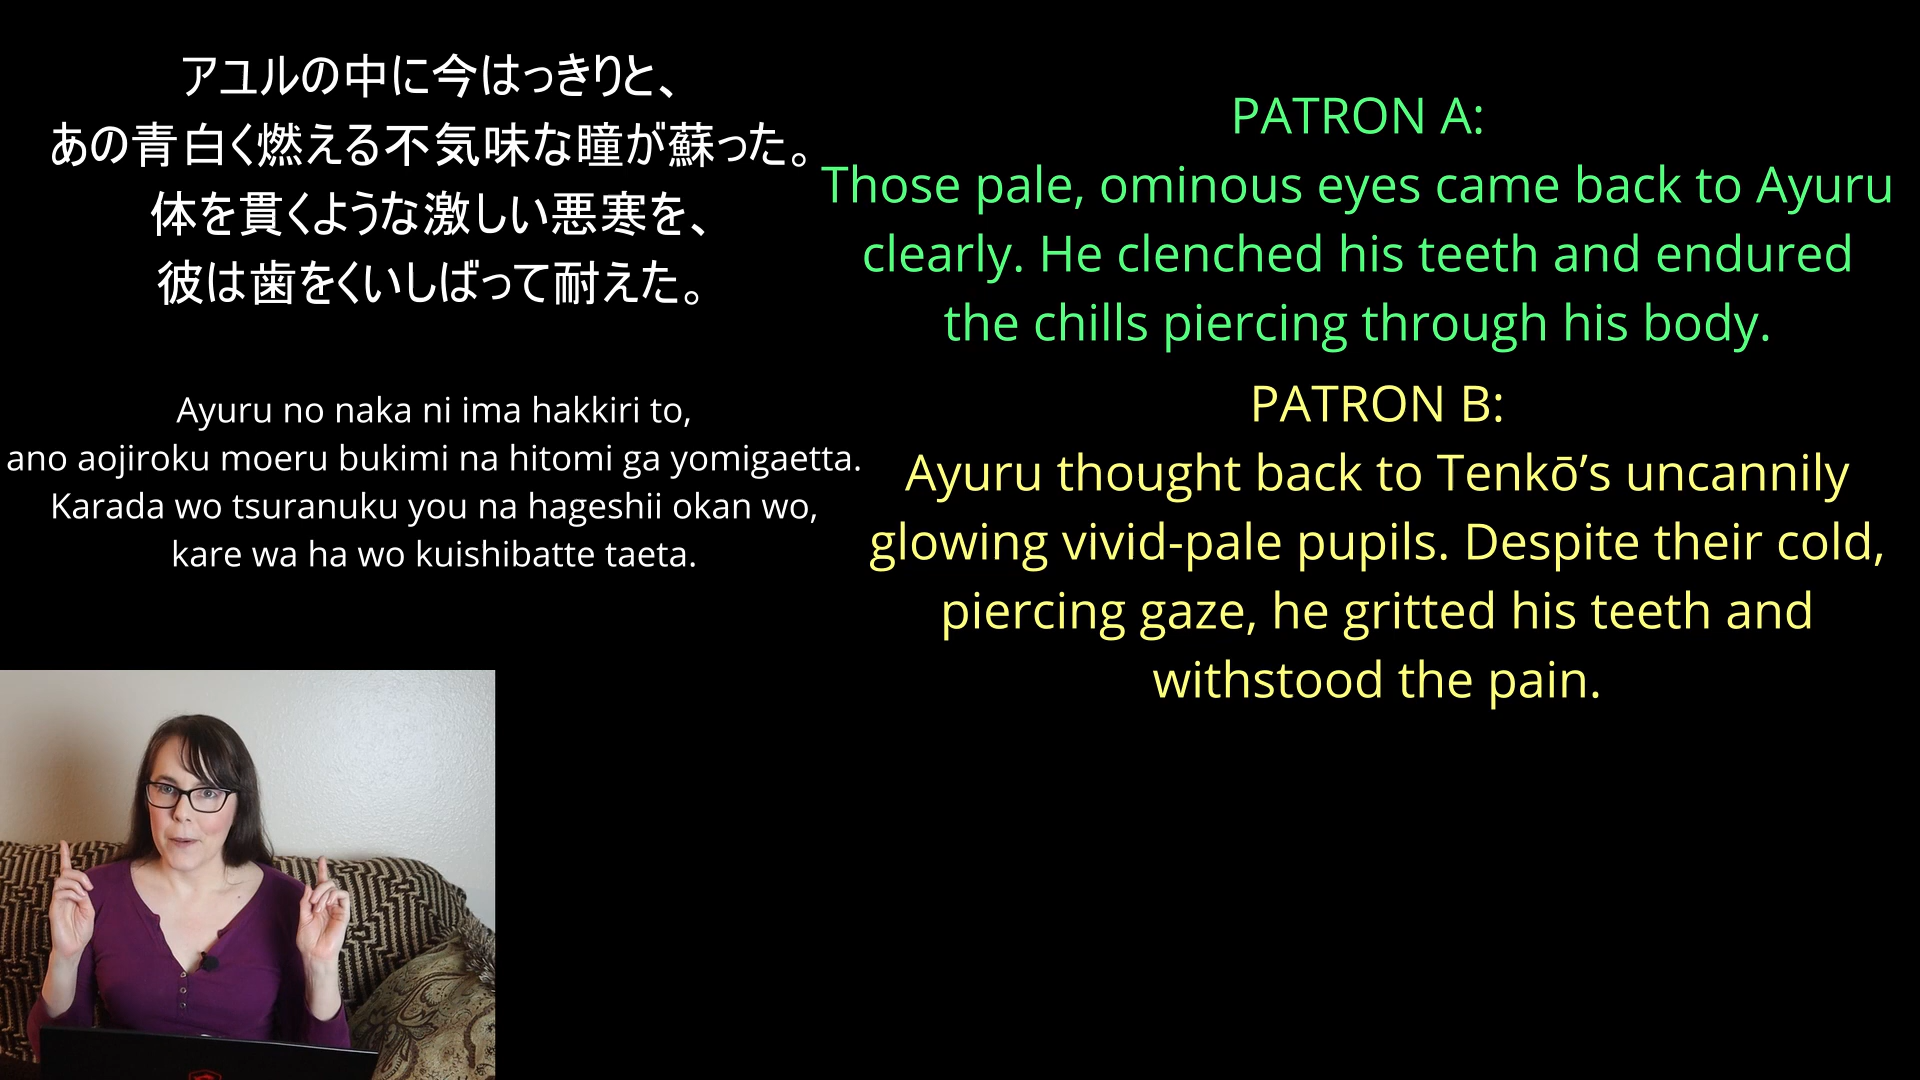 アユルの中に今はっきりと、
あの青白く燃える不気味な瞳が蘇った。
体を貫くような激しい悪寒を、
彼は歯をくいしばって耐えた。
Ayuru no naka ni ima hakkiri to,
ano aojiroku moeru bukimi na hitomi ga yomigaetta.
Karada wo tsuranuku you na hageshii okan wo,
kare wa ha wo kuishibatte taeta.
PATRON A:
Those pale, ominous eyes came back to Ayuru
clearly. He clenched his teeth and endured
the chills piercing through his body.
PATRON B:
Ayuru thought back to Tenkō’s uncannily
glowing vivid-pale pupils. Despite their cold,
piercing gaze, he gritted his teeth and
withstood the pain.